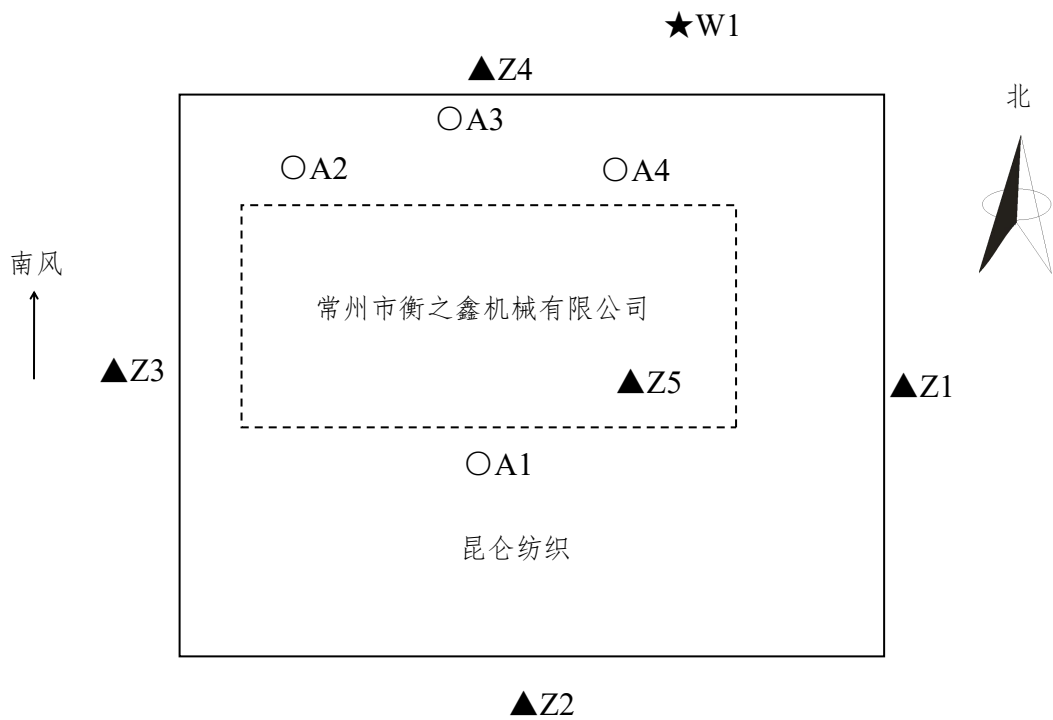 ★W1
▲Z4
北
○A3
○A2
○A4
南风
常州市衡之鑫机械有限公司
▲Z3
▲Z5
▲Z1
○A1
昆仑纺织
▲Z2